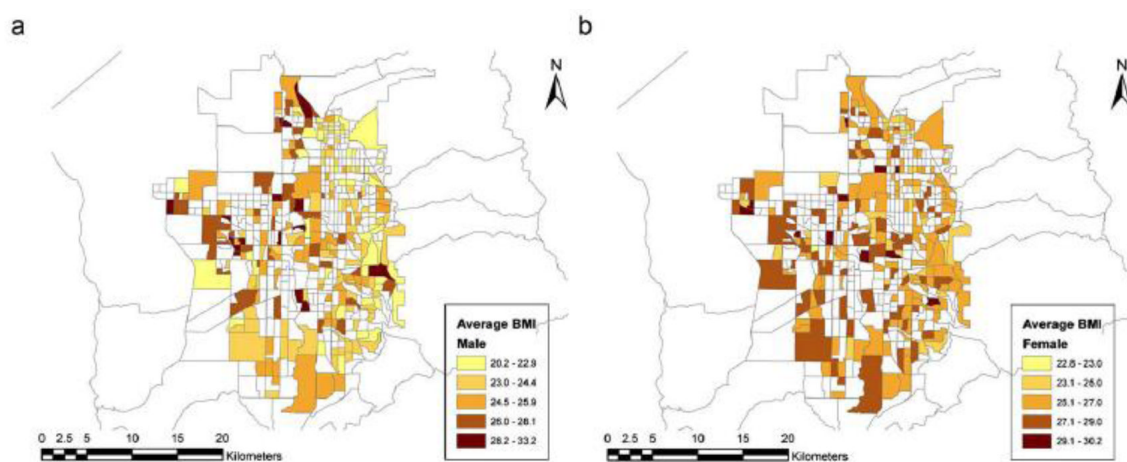 a
b
N
N
Average BMI
Male
20.2 - 22.9
23.0 - 24.4
24.5 - 25.9
26.0 - 28.1
28.2 - 33.2
Average BMI
Female
22.8 - 23.0
23.1 - 25.0
25.1 - 27.0
27.1 - 29.0
29.1 - 30.2
0 2.5 5 10 15 20
Kilometers
0 2.5 5 10 15 20
Kilometers